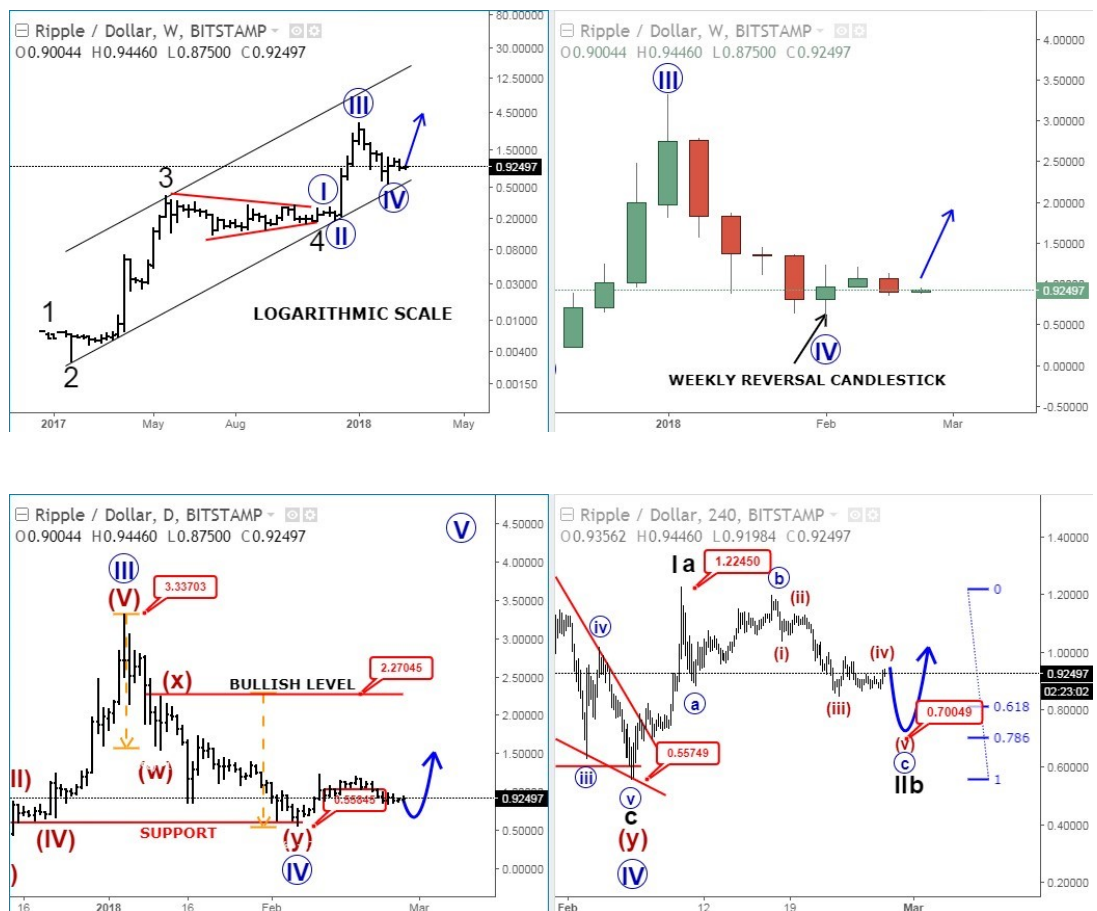 Ripple / Dollar, W, BITSTAMP
O0.90044 H0.94460 L0.87500 C0.92497
80.00000
30.00000
12.50000
4.50000
1.50000
0.92497
0.50000
0.20000
0.08000
0.03000
0.01000
0.00400
0.00150
III
3
I
IV
4
II
1
2
LOGARITHMIC SCALE
2017 May Aug 2018 May
Ripple / Dollar, W, BITSTAMP
O0.90044 H0.94460 L0.87500 C0.92497
4.00000
3.50000
3.00000
2.50000
2.00000
1.50000
0.92497
0.50000
0.00000
-0.50000
III
IV
WEEKLY REVERSAL CANDLESTICK
2018 Feb Mar
Ripple / Dollar, D, BITSTAMP
O0.90044 H0.94460 L0.87500 C0.92497
4.50000
3.50000
3.00000
2.50000
2.00000
1.50000
0.92497
0.50000
0.00000
V
III
3.33703
(V)
2.27045
(x)
BULLISH LEVEL
(w)
II)
0.55845
(IV)
SUPPORT
(y)
IV
)
16 2018 16 Feb Mar
Ripple / Dollar, 240, BITSTAMP
O0.93562 H0.94460 L0.91984 C0.92497
1.40000
1.20000
1.00000
0.92497
02:23:02
0.80000
0.60000
0.40000
0.20000
I a
1.22450
b
(ii)
0
iv
(i)
(iv)
a
(iii)
0.618
0.70049
(v)
0.786
0.55749
c
iii
IIb
1
v
c
(y)
IV
Feb 12 19 Mar